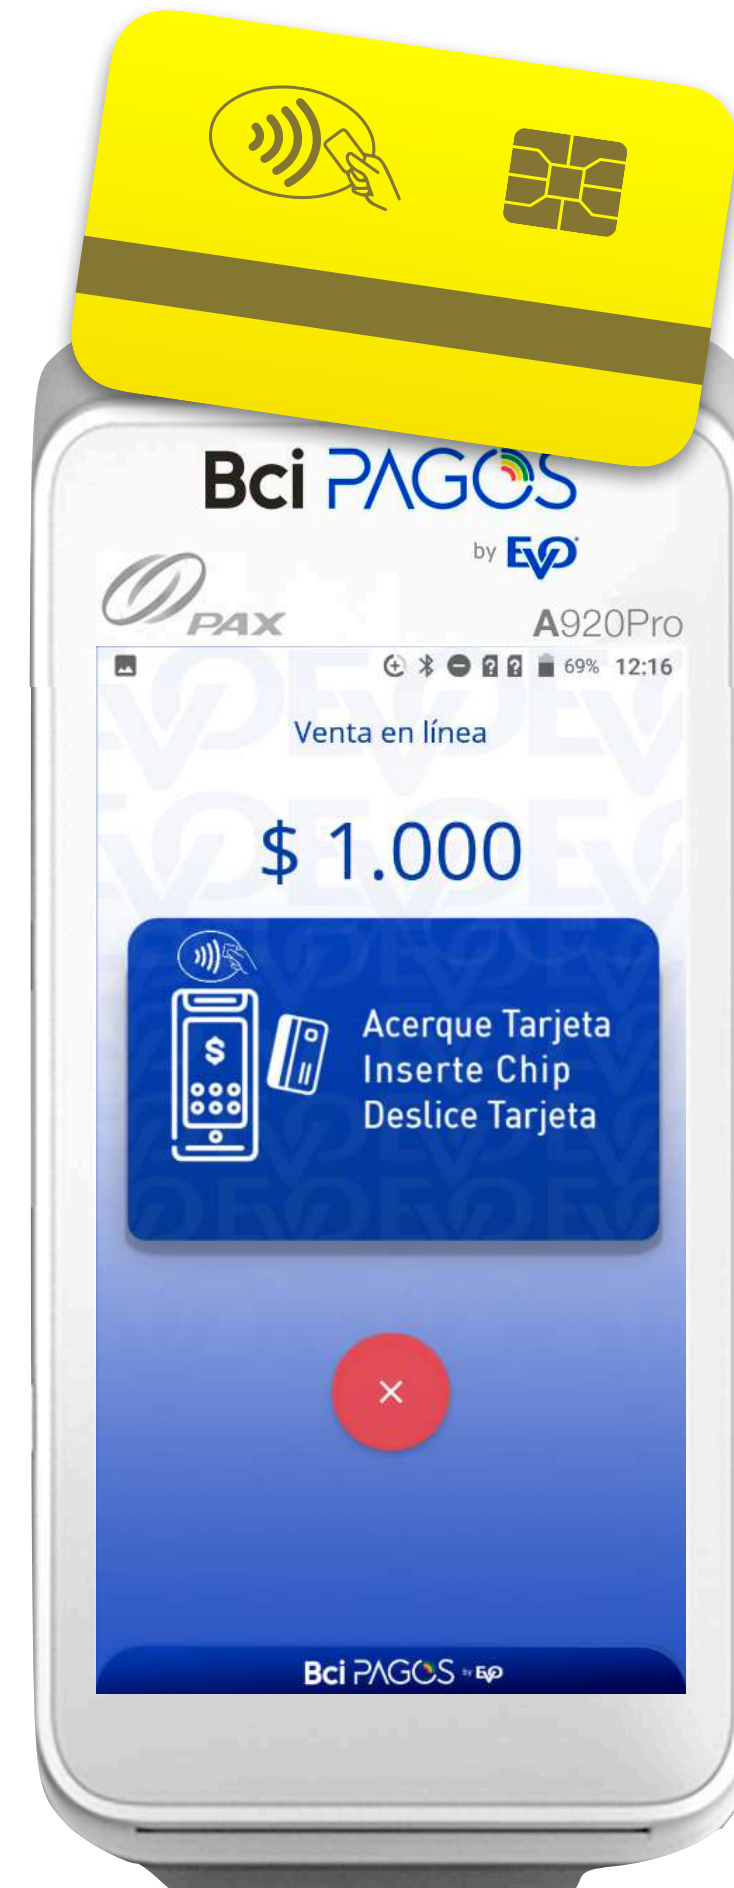 Bci PAGOS
by EVO
PAX
A920Pro
69% 12:16
Venta en línea
$ 1.000
$
Acerque Tarjeta
Inserte Chip
Deslice Tarjeta
Bci PAGOS by EVO